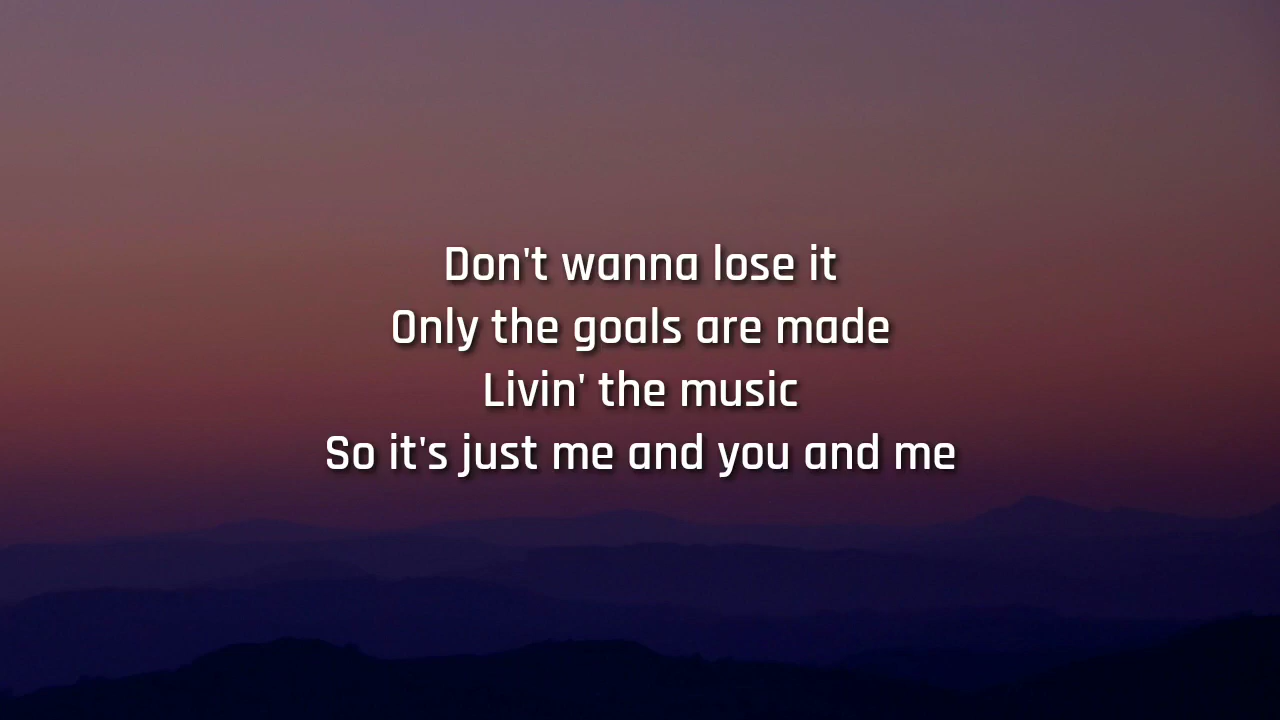 Don't wanna lose it
Only the goals are made
Livin' the music
So it's just me and you and me